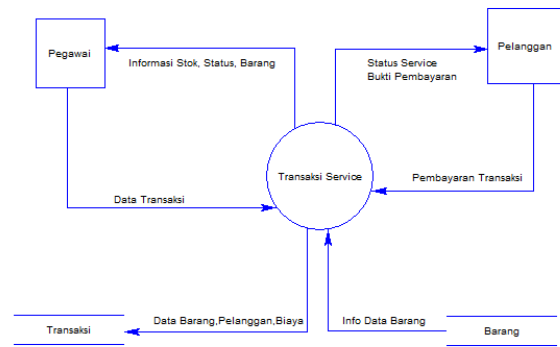 Pegawai
Pelanggan
Informasi Stok, Status, Barang
Status Service
Bukti Pembayaran
Transaksi Service
Pembayaran Transaksi
Data Transaksi
Data Barang,Pelanggan,Biaya
Info Data Barang
Transaksi
Barang